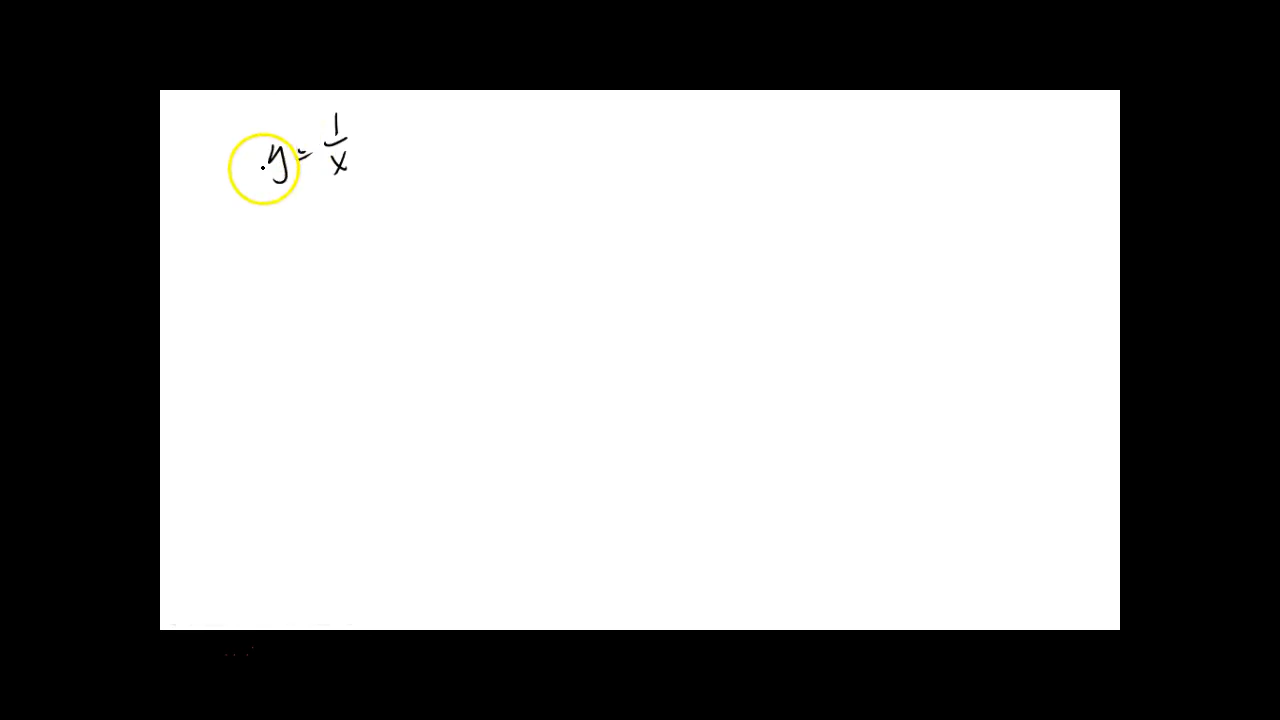 y = 1/x